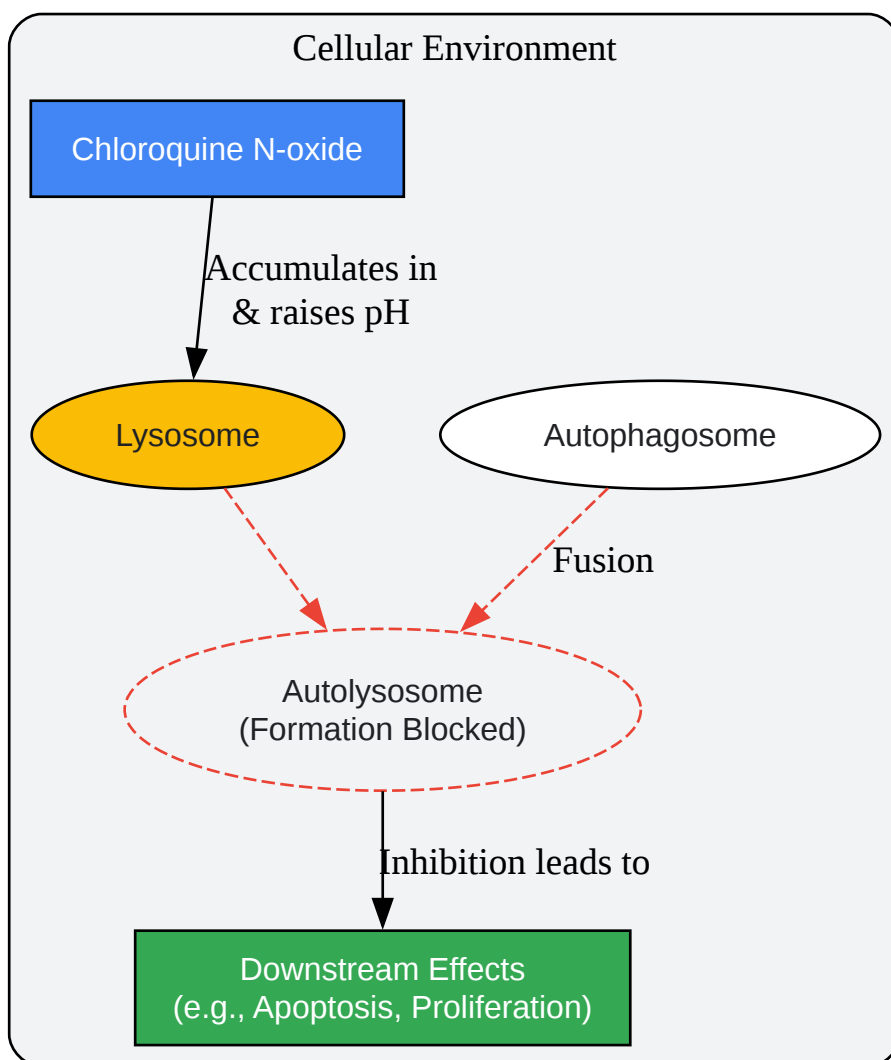 Cellular Environment
Chloroquine N-oxide
Accumulates in
& raises pH
Lysosome
Autophagosome
Fusion
Autolysosome
(Formation Blocked)
Inhibition leads to
Downstream Effects
(e.g., Apoptosis, Proliferation)